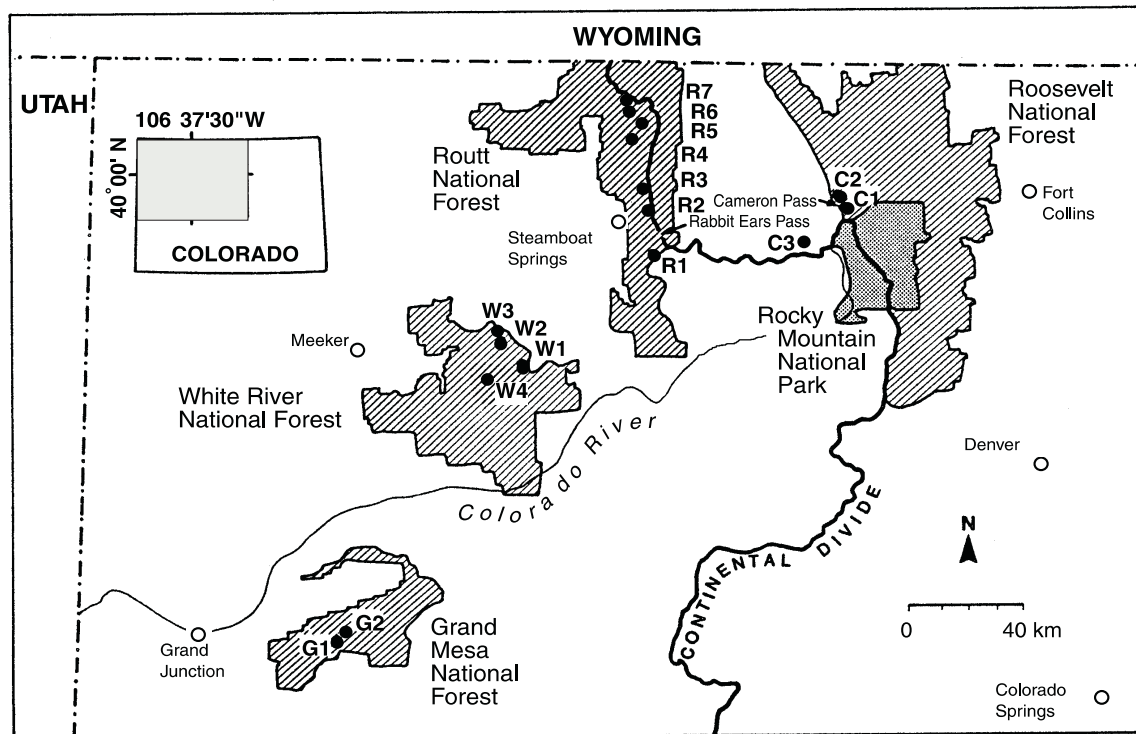 WYOMING
UTAH
106 37'30"W
40°00' N
COLORADO
Routt
National
Forest
R7
R6
R5
R4
R3
R2
Rabbit Ears Pass
R1
Steamboat
Springs
Cameron Pass
C2
C1
C3
Roosevelt
National
Forest
Fort
Collins
Rocky
Mountain
National
Park
Meeker
W3
W2
W1
W4
White River
National Forest
Colorado River
Denver
CONTINENTAL DIVIDE
N
0 40 km
Grand
Junction
G2
G1
Grand
Mesa
National
Forest
Colorado
Springs